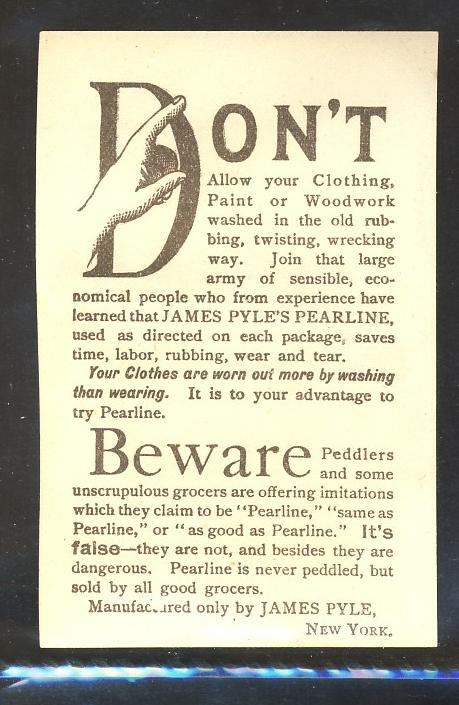 DON'T
Allow your Clothing,
Paint or Woodwork
washed in the old rub-
bing, twisting, wrecking
way. Join that large
army of sensible, eco-
nomical people who from experience have
learned that JAMES PYLE'S PEARLINE,
used as directed on each package, saves
time, labor, rubbing, wear and tear.
Your Clothes are worn out more by washing
than wearing. It is to your advantage to
try Pearline.
Beware Peddlers
and some
unscrupulous grocers are offering imitations
which they claim to be "Pearline," "same as
Pearline," or "as good as Pearline." It's
false—they are not, and besides they are
dangerous. Pearline is never peddled, but
sold by all good grocers.
Manufactured only by JAMES PYLE,
NEW YORK.